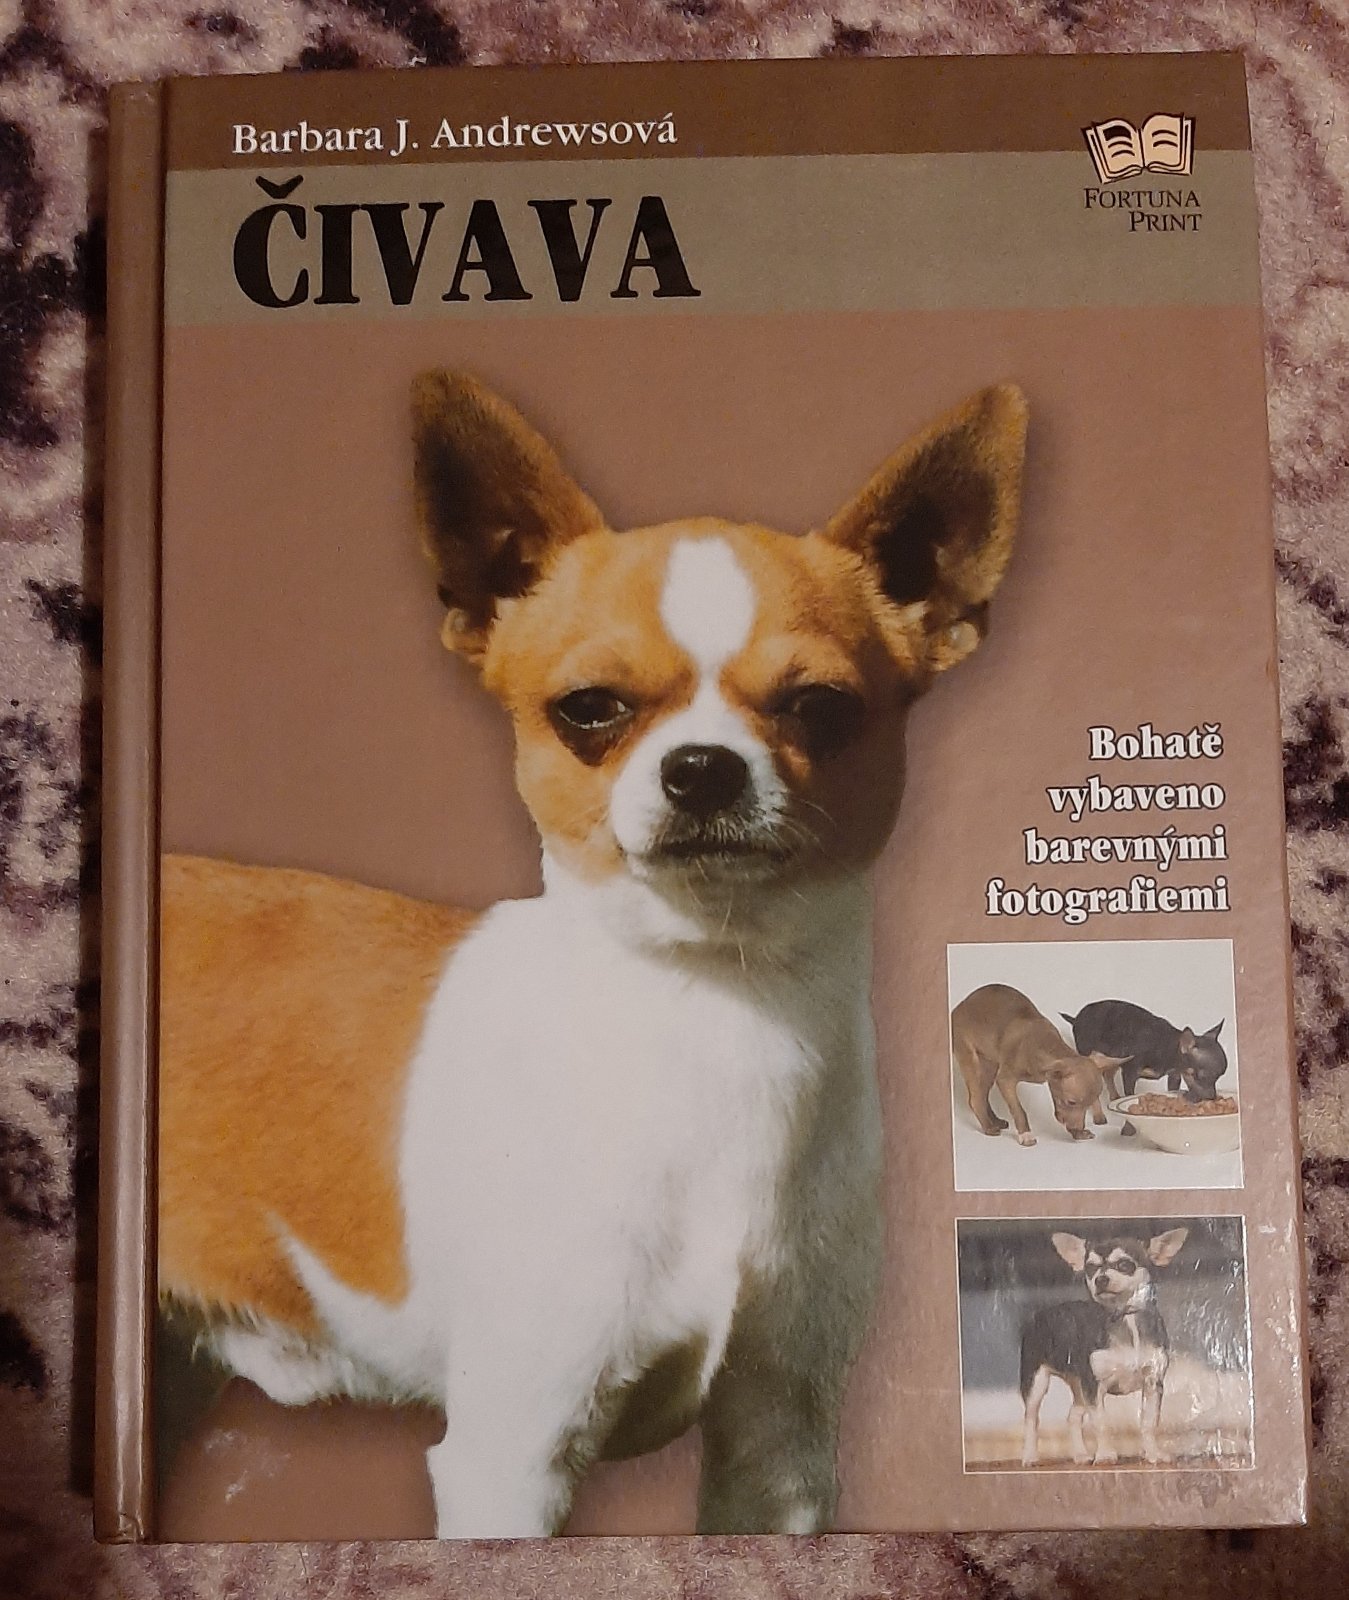 Barbara J. Andrewsová
ČIVAVA
FORTUNA
PRINT
Bohatě
vybaveno
barevnými
fotografiemi